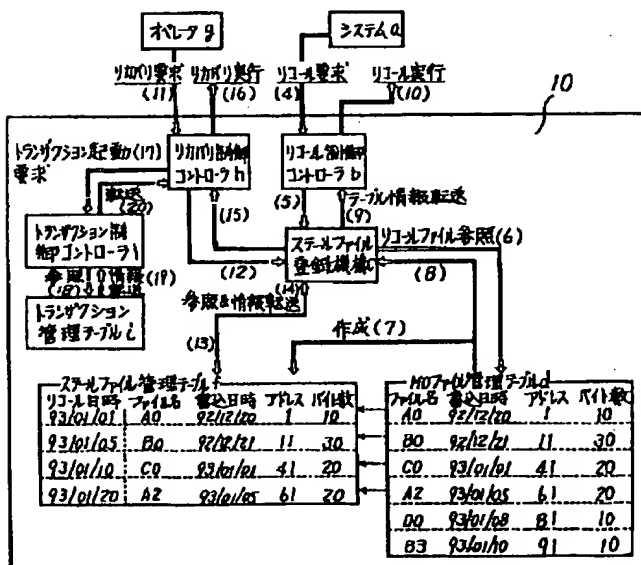 オペレータg
システムa
リカバリ要求
(11)
リカバリ実行
(16)
リコール要求
(4)
リコール実行
(10)
10
トランザクション起動(17)
要求
リカバリ制御
コントローラh
リコール制御
コントローラb
転送
(20)
(15)
(5)
テーブル情報転送
(9)
トランザクション制
御コントローラi
ステールファイル
登録機構c
リコールファイル参照(6)
(12)
(8)
参照
(18)
情報(19)
転送
トランザクション
管理テーブルj
(14)
参照&情報転送
(13)
作成(7)
ステールファイル管理テーブルf
リコール日時 ファイル名 書込日時 アドレス バイト数
93/01/01 A0 92/12/20 1 10
93/01/05 B0 92/12/21 11 30
93/01/10 C0 93/01/01 41 20
93/01/20 A2 93/01/05 61 20
MOファイル管理テーブルd
ファイル名 書込日時 アドレス バイト数
A0 92/12/20 1 10
B0 92/12/21 11 30
C0 93/01/01 41 20
A2 93/01/05 61 20
D0 93/01/08 81 10
B3 93/01/10 91 10